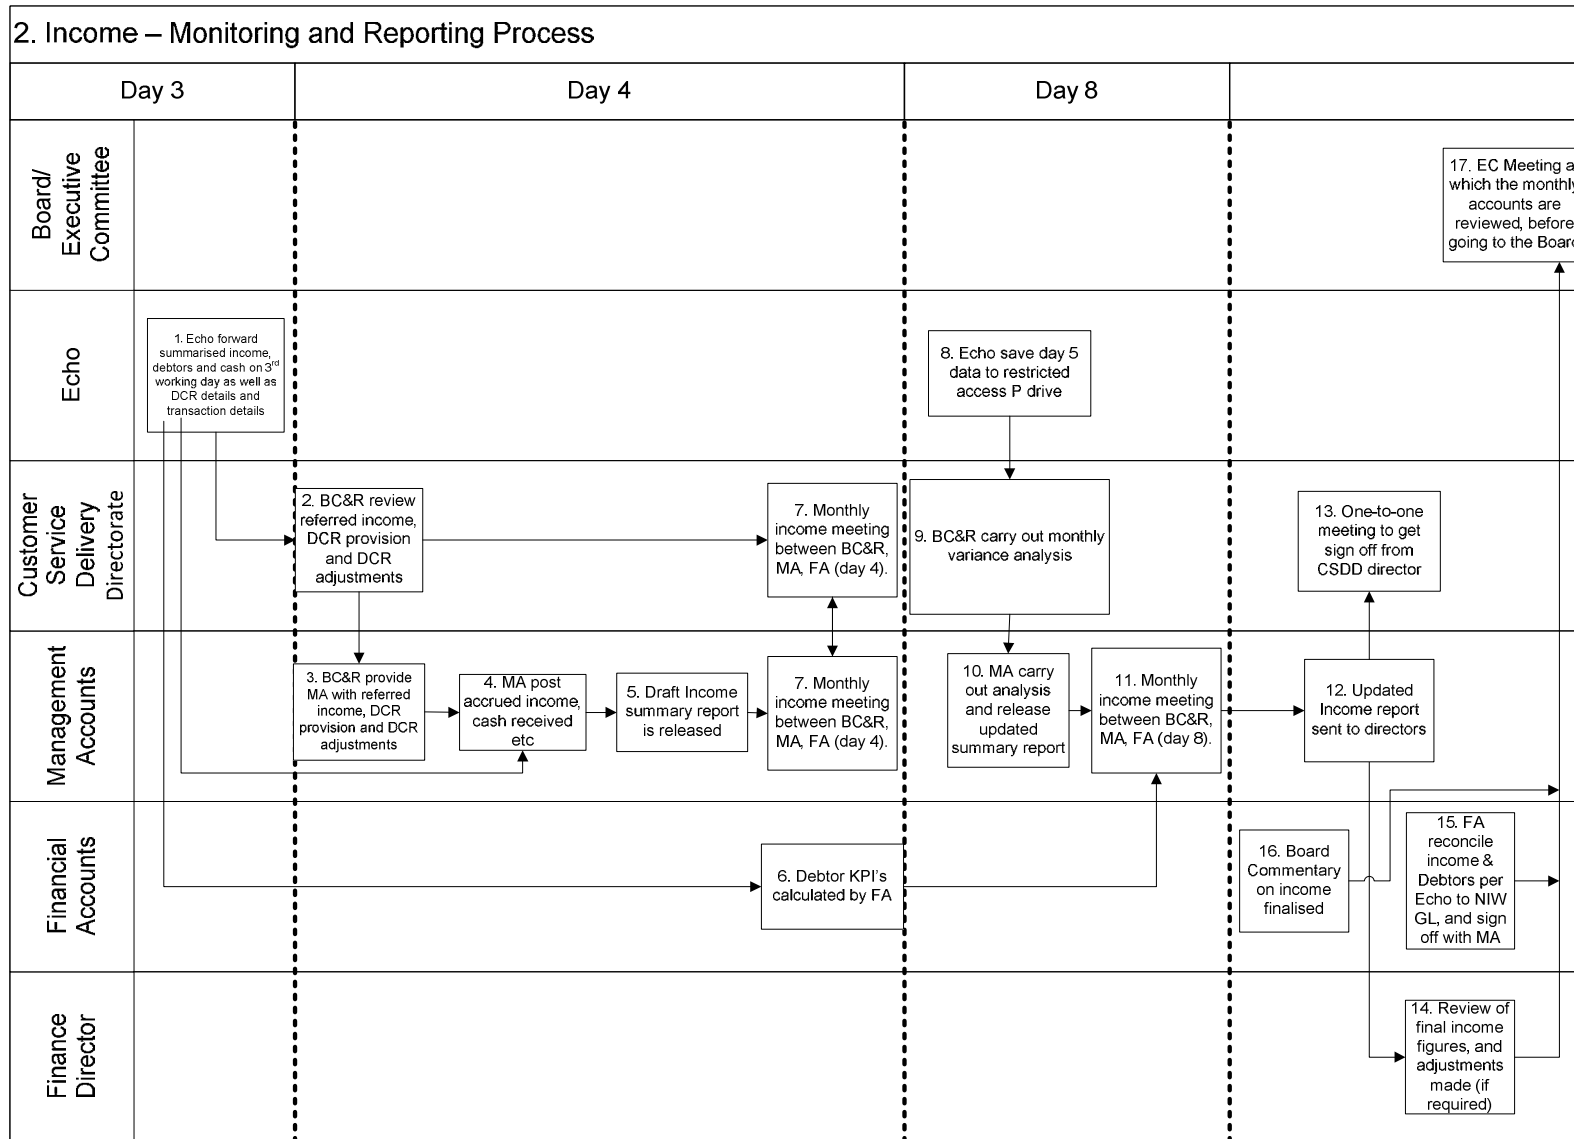 2. Income – Monitoring and Reporting Process
Day 3
Day 4
Day 8
Board/
Executive
Committee
17. EC Meeting a
which the monthly
accounts are
reviewed, before
going to the Board
Echo
1. Echo forward
summarised income,
debtors and cash on 3rd
working day as well as
DCR details and
transaction details
8. Echo save day 5
data to restricted
access P drive
Customer
Service
Delivery
Directorate
2. BC&R review
referred income,
DCR provision
and DCR
adjustments
7. Monthly
income meeting
between BC&R,
MA, FA (day 4).
9. BC&R carry out monthly
variance analysis
13. One-to-one
meeting to get
sign off from
CSDD director
Management
Accounts
3. BC&R provide
MA with referred
income, DCR
provision and DCR
adjustments
4. MA post
accrued income,
cash received
etc
5. Draft Income
summary report
is released
7. Monthly
income meeting
between BC&R,
MA, FA (day 4).
10. MA carry
out analysis
and release
updated
summary report
11. Monthly
income meeting
between BC&R,
MA, FA (day 8).
12. Updated
Income report
sent to directors
Financial
Accounts
6. Debtor KPI's
calculated by FA
16. Board
Commentary
on income
finalised
15. FA
reconcile
income &
Debtors per
Echo to NIW
GL, and sign
off with MA
Finance
Director
14. Review of
final income
figures, and
adjustments
made (if
required)